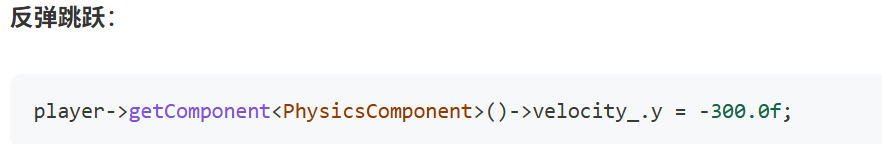 反弹跳跃：
player->getComponent<PhysicsComponent>()->velocity_.y = -300.0f;